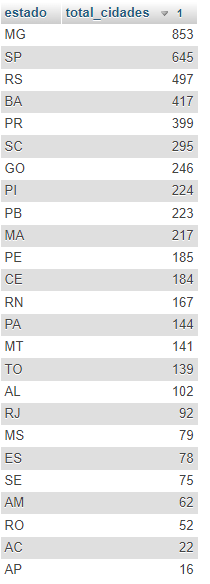 estado total_cidades 1
MG 853
SP 645
RS 497
BA 417
PR 399
SC 295
GO 246
PI 224
PB 223
MA 217
PE 185
CE 184
RN 167
PA 144
MT 141
TO 139
AL 102
RJ 92
MS 79
ES 78
SE 75
AM 62
RO 52
AC 22
AP 16